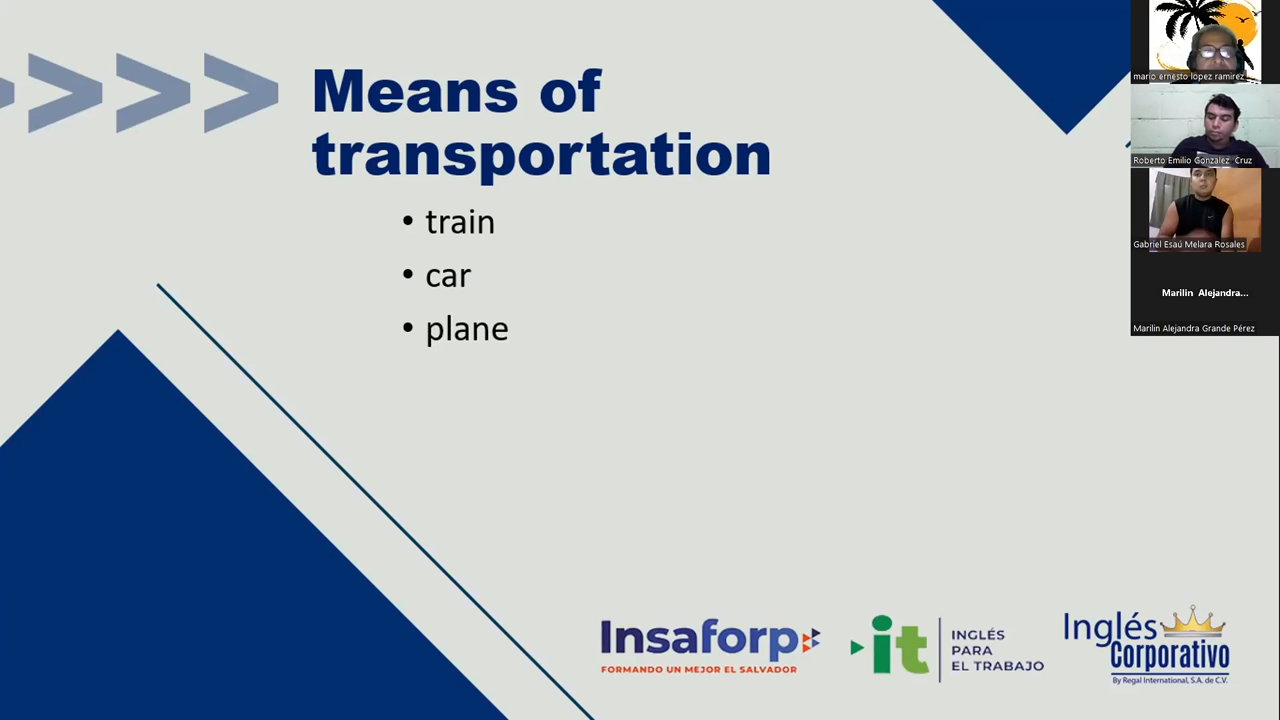 Means of
transportation
• train
• car
• plane
mario ernesto lopez ramirez
Roberto Emilio González Cruz
Gabriel Esaú Melara Rosales
Marilin Alejandra...
Marilin Alejandra Grande Pérez
Insaforp
FORMANDO UN MEJOR EL SALVADOR
it
INGLÉS
PARA
EL TRABAJO
Inglés
Corporativo
By Regal International, S.A. de C.V.